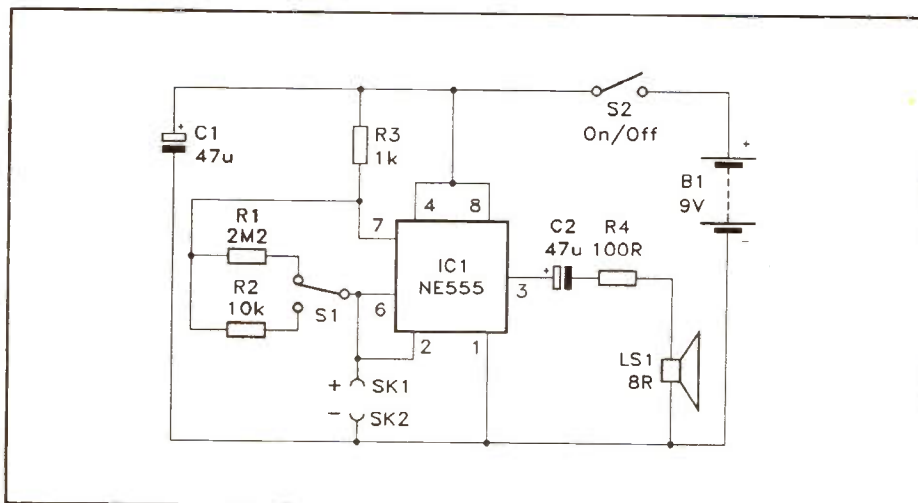 S2
On/Off
+
C1
47u
R3
1k
+
B1
9V
-
4 8
7
R1
2M2
C2
47u
R4
100R
IC1
NE555
+
3
R2
10k
S1
6
2 1
LS1
8R
+ SK1
- SK2